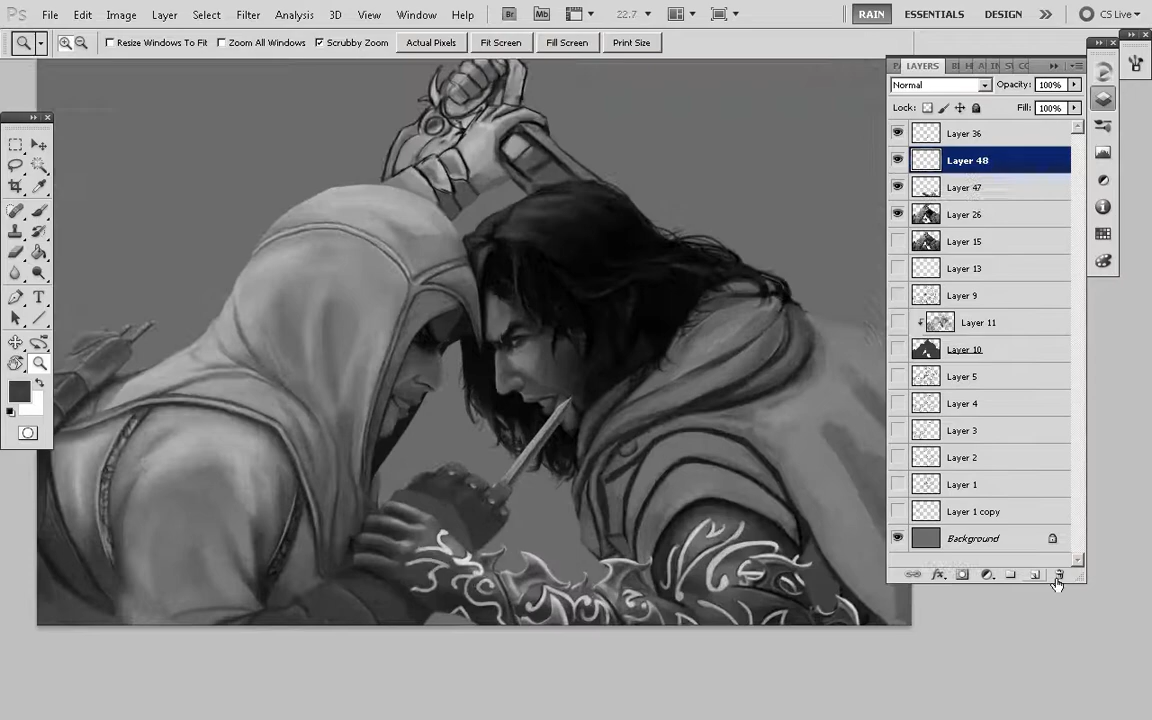 Ps File Edit Image Layer Select Filter Analysis 3D View Window Help Br Mb 22.7 RAIN ESSENTIALS DESIGN CS Live
Resize Windows To Fit Zoom All Windows Scrubby Zoom Actual Pixels Fit Screen Fill Screen Print Size
LAYERS
Normal Opacity: 100%
Lock: Fill: 100%
Layer 36
Layer 48
Layer 47
Layer 26
Layer 15
Layer 13
Layer 9
Layer 11
Layer 10
Layer 5
Layer 4
Layer 3
Layer 2
Layer 1
Layer 1 copy
Background